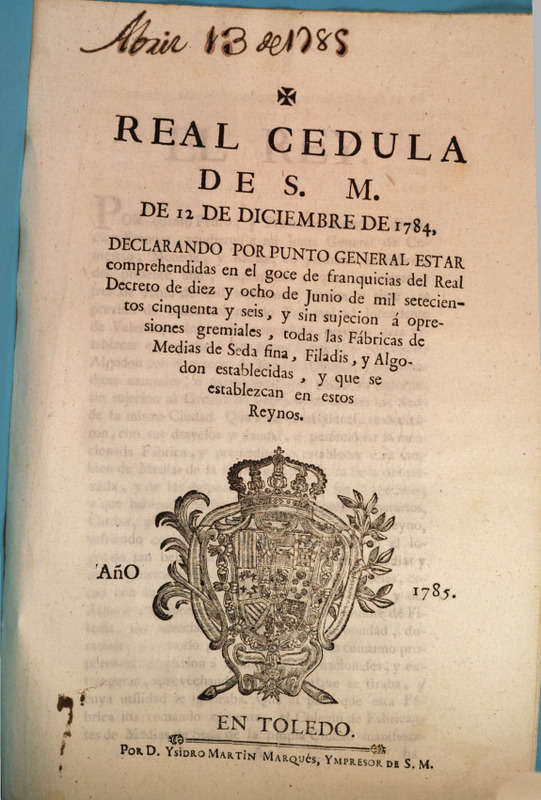 Abril 13 de 1785
REAL CEDULA
DE S. M.
DE 12 DE DICIEMBRE DE 1784,
DECLARANDO POR PUNTO GENERAL ESTAR
comprehendidas en el goce de franquicias del Real
Decreto de diez y ocho de Junio de mil setecien-
tos cinquenta y seis, y sin sujecion á opre-
siones gremiales, todas las Fábricas de
Medias de Seda fina, Filadis, y Algo-
don establecidas, y que se
establezcan en estos
Reynos.
AñO 1785.
EN TOLEDO.
POR D. YSIDRO MARTIN MARQUÉS, YMPRESOR DE S. M.